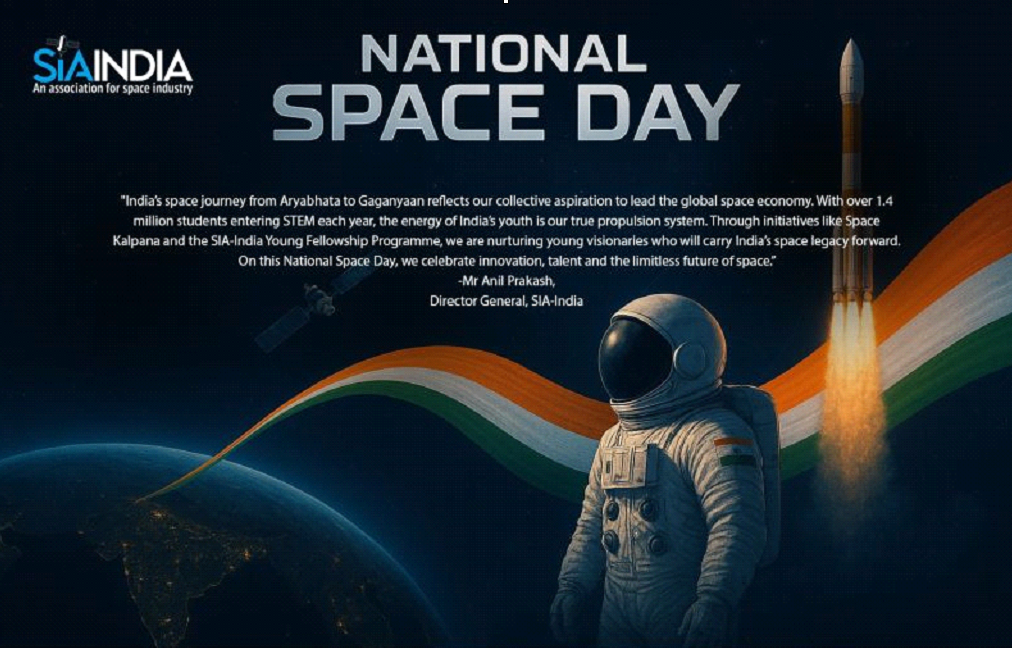 SIAINDIA
An association for space industry
NATIONAL
SPACE DAY
"India's space journey from Aryabhata to Gaganyaan reflects our collective aspiration to lead the global space economy. With over 1.4
million students entering STEM each year, the energy of India's youth is our true propulsion system. Through initiatives like Space
Kalpana and the SIA-India Young Fellowship Programme, we are nurturing young visionaries who will carry India's space legacy forward.
On this National Space Day, we celebrate innovation, talent and the limitless future of space."
-Mr Anil Prakash,
Director General, SIA-India